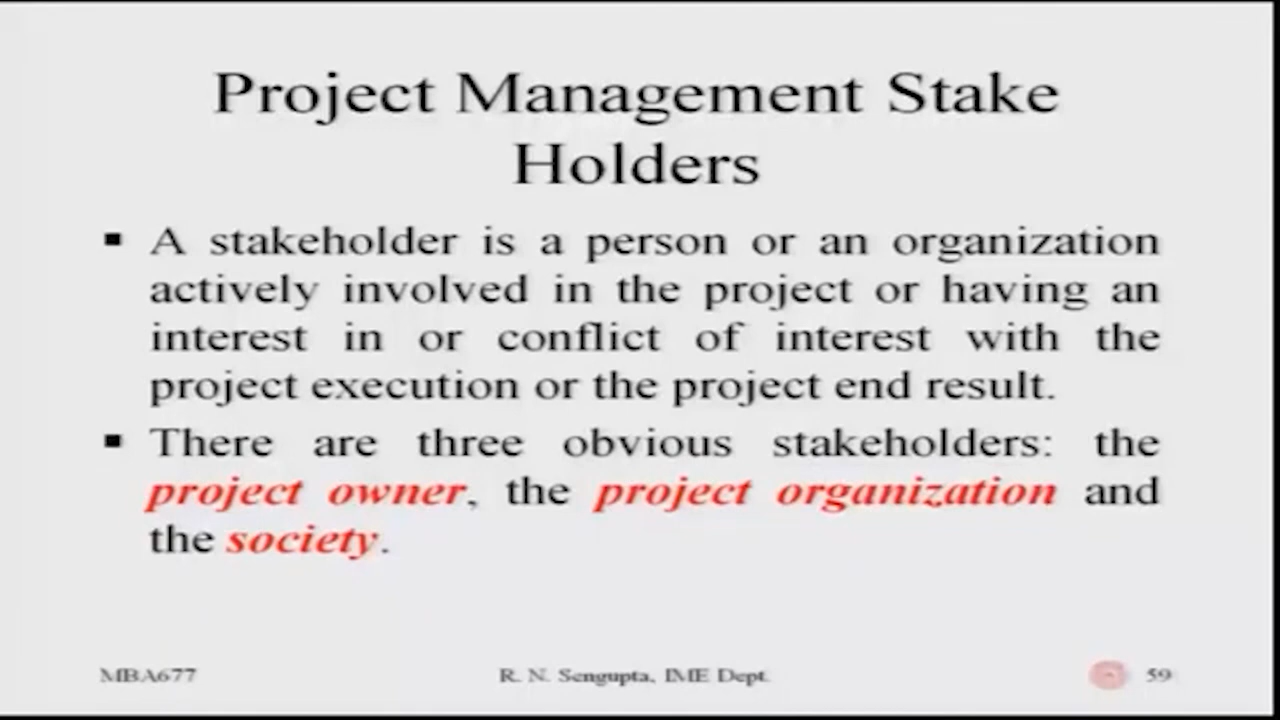 Project Management Stake
Holders
▪ A stakeholder is a person or an organization
actively involved in the project or having an
interest in or conflict of interest with the
project execution or the project end result.
▪ There are three obvious stakeholders: the
project owner, the project organization and
the society.
MBA677 R. N. Sengupta, IME Dept. 59